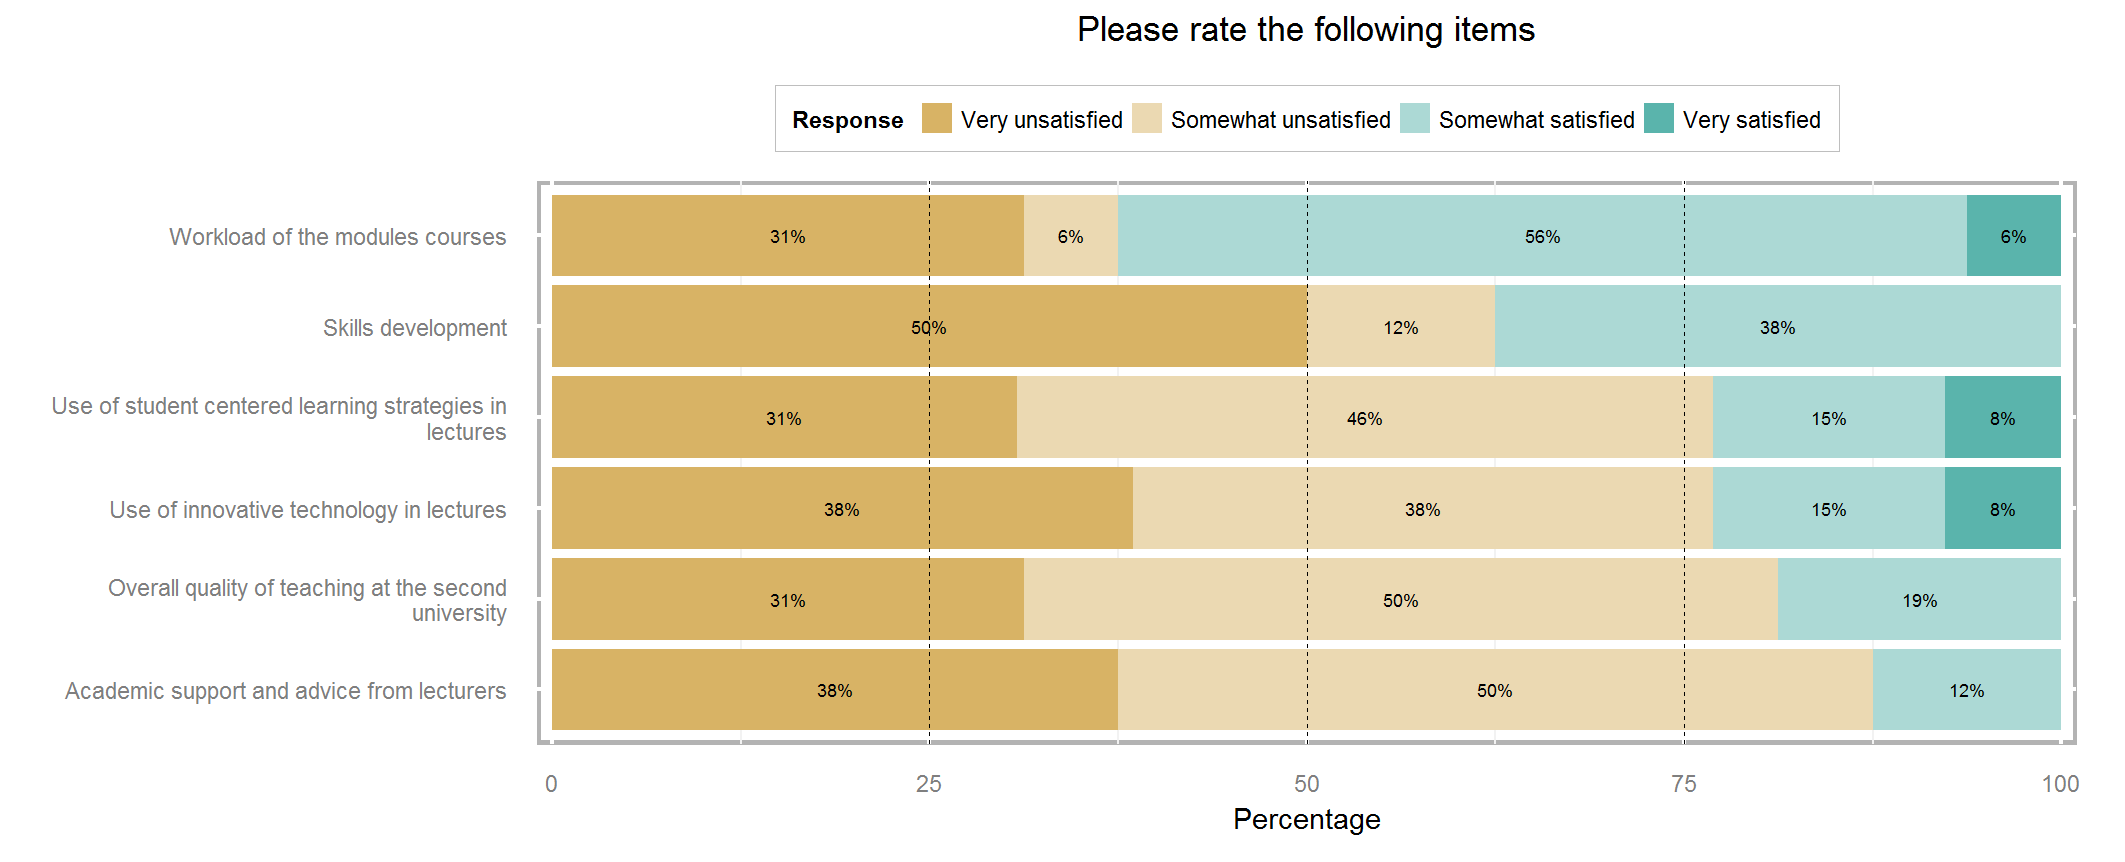 Please rate the following items
Response Very unsatisfied Somewhat unsatisfied Somewhat satisfied Very satisfied
Workload of the modules courses 31% 6% 56% 6%
Skills development 50% 12% 38%
Use of student centered learning strategies in
lectures
31% 46% 15% 8%
Use of innovative technology in lectures 38% 38% 15% 8%
Overall quality of teaching at the second
university
31% 50% 19%
Academic support and advice from lecturers 38% 50% 12%
0 25 50 75 100
Percentage